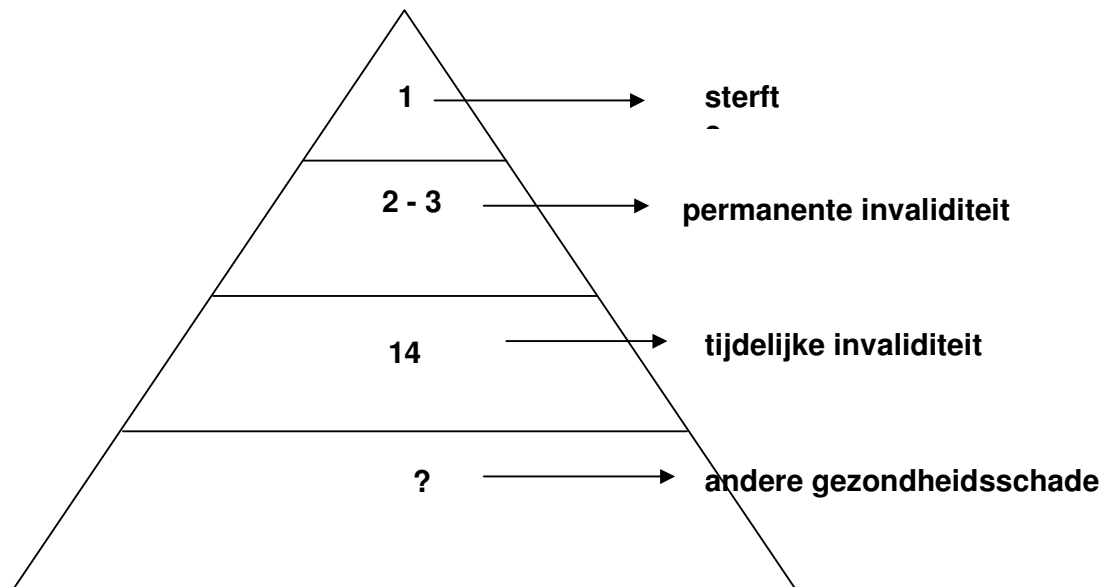 1
sterft
2 - 3
permanente invaliditeit
14
tijdelijke invaliditeit
?
andere gezondheidsschade